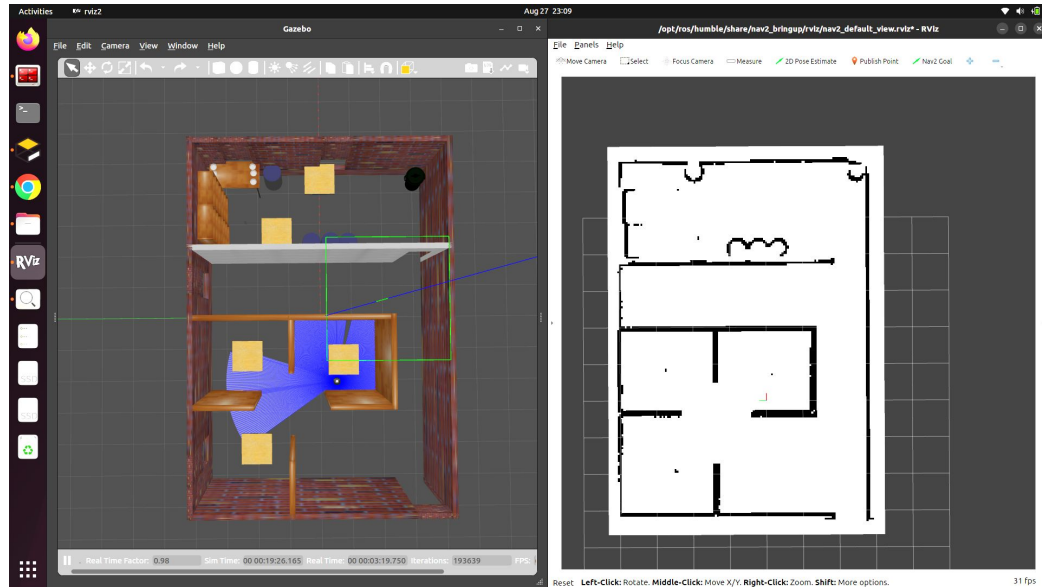 Activities rviz2 Aug 27 23:09
Gazebo
File Edit Camera View Window Help
Real Time Factor: 0.98 Sim Time: 00 00:19:26.165 Real Time: 00 00:03:19.750 Iterations: 193639 FPS:
/opt/ros/humble/share/nav2_bringup/rviz/nav2_default_view.rviz* - RViz
File Panels Help
Move Camera Select Focus Camera Measure 2D Pose Estimate Publish Point Nav2 Goal
Reset Left-Click: Rotate. Middle-Click: Move X/Y. Right-Click: Zoom. Shift: More options. 31 fps
RViz